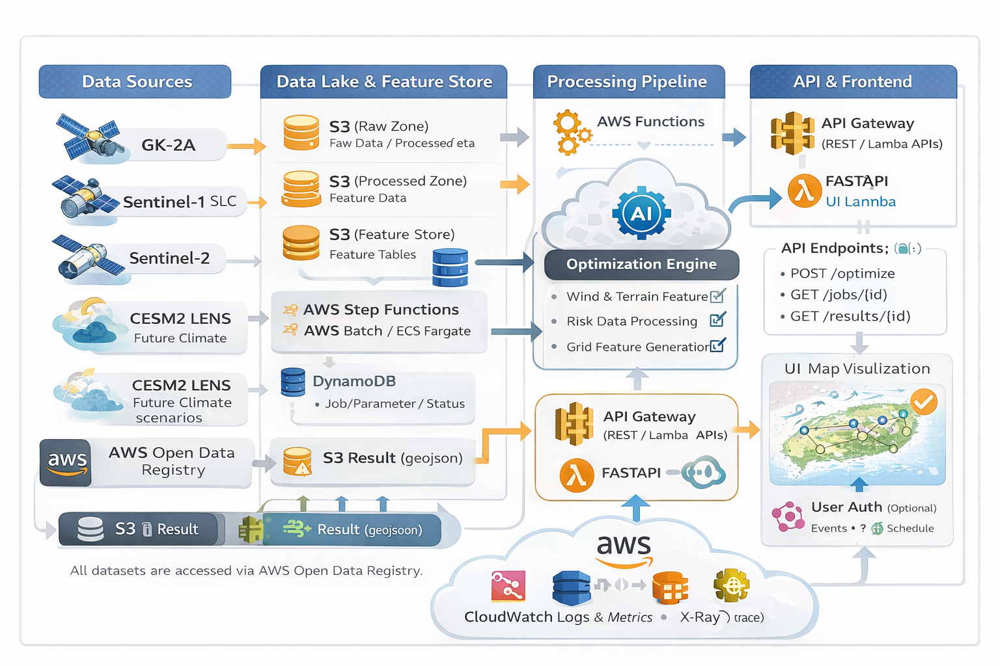 Data Sources
GK-2A
Sentinel-1 SLC
Sentinel-2
CESM2 LENS
Future Climate
CESM2 LENS
Future Climate
scenarios
aws
AWS Open Data
Registry
S3 Result
Result (geojsoon)
All datasets are accessed via AWS Open Data Registry.
Data Lake & Feature Store
S3 (Raw Zone)
Faw Data / Processed eta
S3 (Processed Zone)
Feature Data
S3 (Feature Store)
Feature Tables
AWS Step Functions
AWS Batch / ECS Fargate
DynamoDB
• Job/Parameter / Status
S3 Result (geojson)
Processing Pipeline
AWS Functions
AI
Optimization Engine
• Wind & Terrain Feature
• Risk Data Processing
• Grid Feature Generation
API Gateway
(REST / Lamba APIs)
FASTAPI
aws
CloudWatch Logs & Metrics • X-Ray) trace)
API & Frontend
API Gateway
(REST / Lamba APIs)
FASTAPI
UI Lannba
API Endpoints;
• POST /optimize
• GET /jobs/{id)
• GET /results/{id)
UI Map Visulization
User Auth (Optional)
Events • ? Schedule